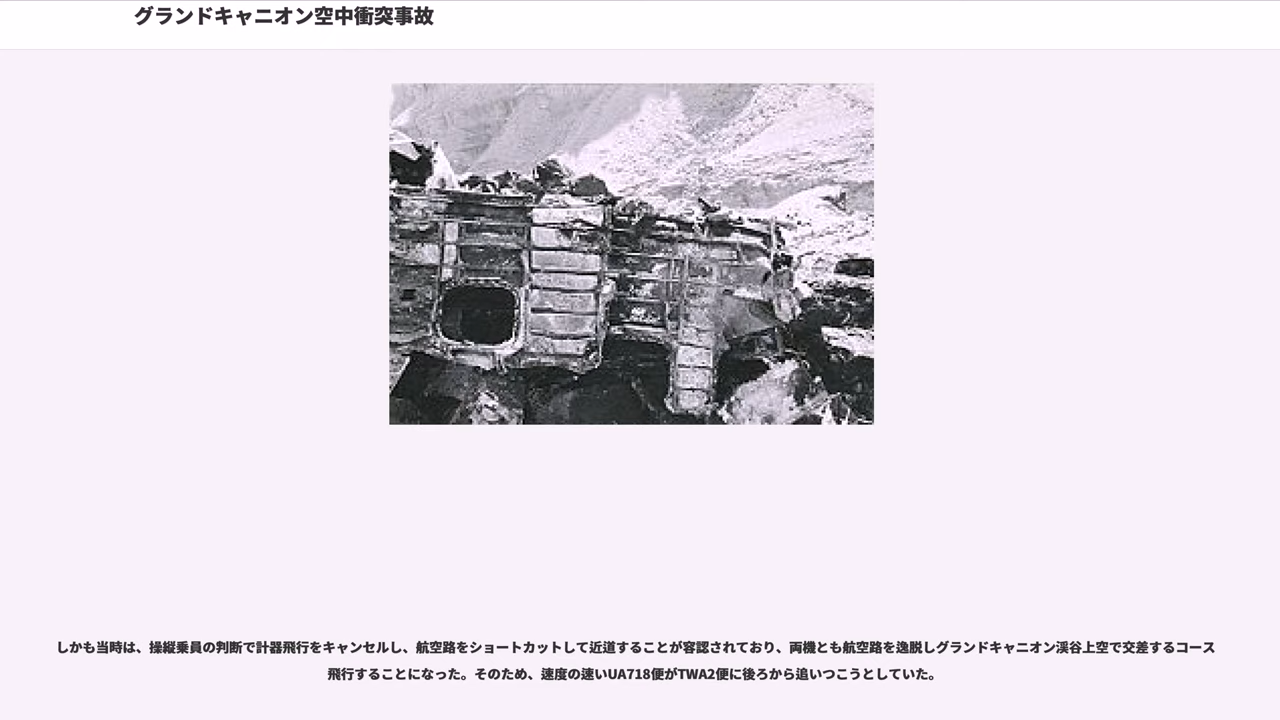 グランドキャニオン空中衝突事故
しかも当時は、操縦乗員の判断で計器飛行をキャンセルし、航空路をショートカットして近道することが容認されており、両機とも航空路を逸脱しグランドキャニオン渓谷上空で交差するコース
飛行することになった。そのため、速度の速いUA718便がTWA2便に後ろから追いつこうとしていた。